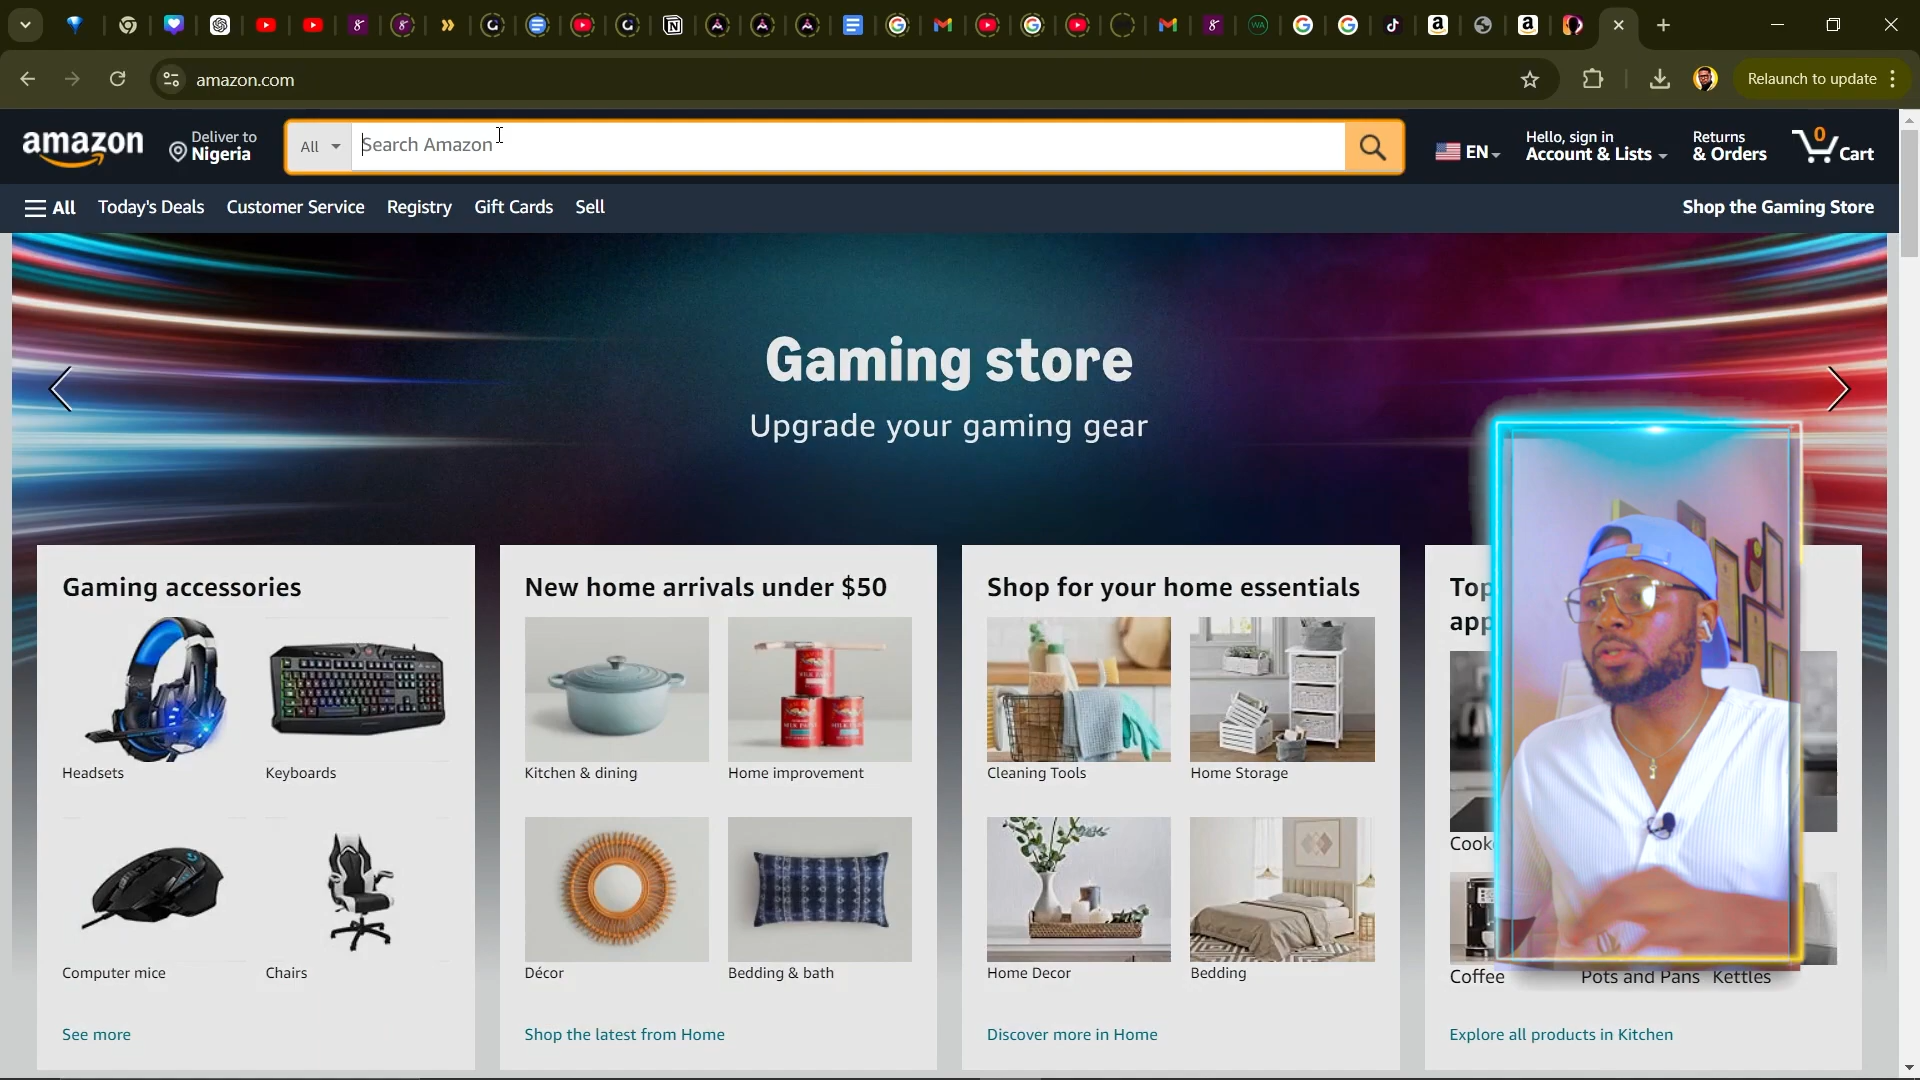 amazon.com
Relaunch to update
amazon
Deliver to
Nigeria
All
Search Amazon
EN
Hello, sign in
Account & Lists
Returns
& Orders
0
Cart
All
Today's Deals
Customer Service
Registry
Gift Cards
Sell
Shop the Gaming Store
Gaming store
Upgrade your gaming gear
Gaming accessories
Headsets
Keyboards
Computer mice
Chairs
See more
New home arrivals under $50
Kitchen & dining
Home improvement
Décor
Bedding & bath
Shop the latest from Home
Shop for your home essentials
Cleaning Tools
Home Storage
Home Decor
Bedding
Discover more in Home
Top
app
Cook
Coffee
Pots and Pans
Kettles
Explore all products in Kitchen